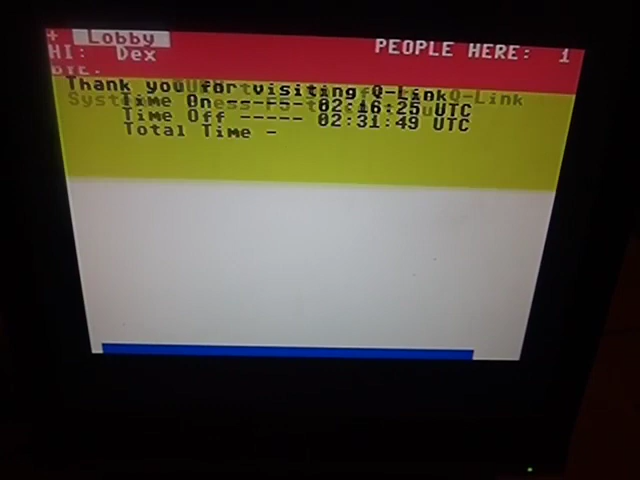 + Lobby
PEOPLE HERE: 1
HI: Dex
BYE:
Thank you for visiting Q-Link
Time On 02:16:25 UTC
Time Off ----- 02:31:49 UTC
Total Time -